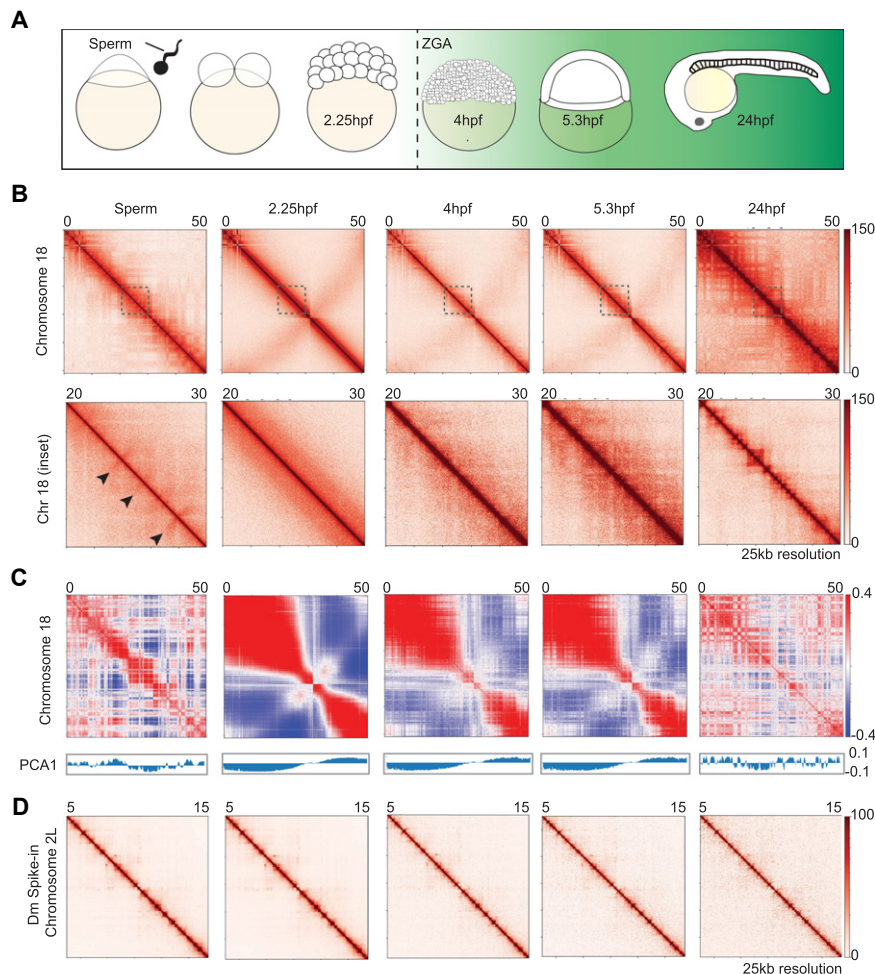 A
Sperm
ZGA
2.25hpf
4hpf
5.3hpf
24hpf
B
Sperm 2.25hpf 4hpf 5.3hpf 24hpf
0 50 0 50 0 50 0 50 0 50
Chromosome 18
150
0
20 30 20 30 20 30 20 30 20 30
Chr 18 (inset)
150
0
25kb resolution
C
0 50 0 50 0 50 0 50 0 50
Chromosome 18
0.4
-0.4
PCA1
0.1
-0.1
D
5 15 5 15 5 15 5 15 5 15
Dm Spike-in
Chromosome 2L
100
0
25kb resolution